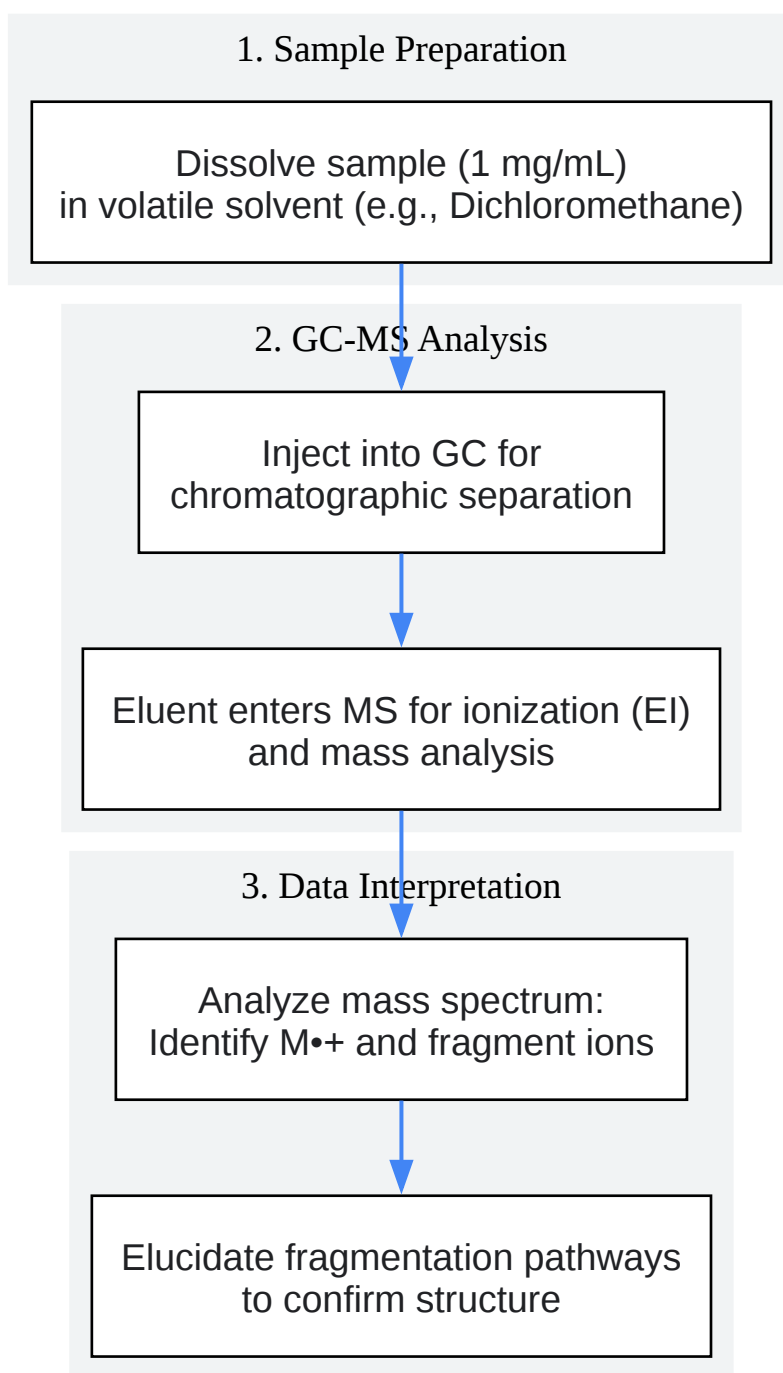 1. Sample Preparation
Dissolve sample (1 mg/mL)
in volatile solvent (e.g., Dichloromethane)
2. GC-MS Analysis
Inject into GC for
chromatographic separation
Eluent enters MS for ionization (EI)
and mass analysis
3. Data Interpretation
Analyze mass spectrum:
Identify M•+ and fragment ions
Elucidate fragmentation pathways
to confirm structure